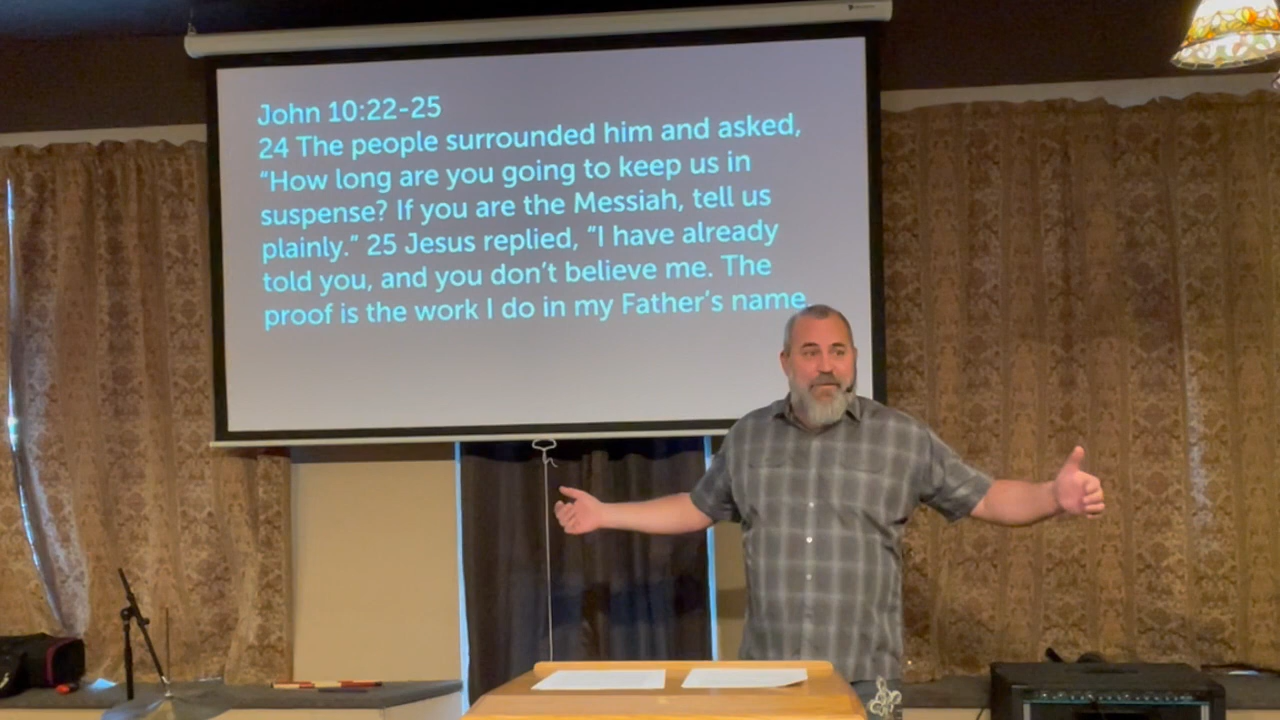 John 10:22-25
24 The people surrounded him and asked,
“How long are you going to keep us in
suspense? If you are the Messiah, tell us
plainly.” 25 Jesus replied, “I have already
told you, and you don’t believe me. The
proof is the work I do in my Father’s name.